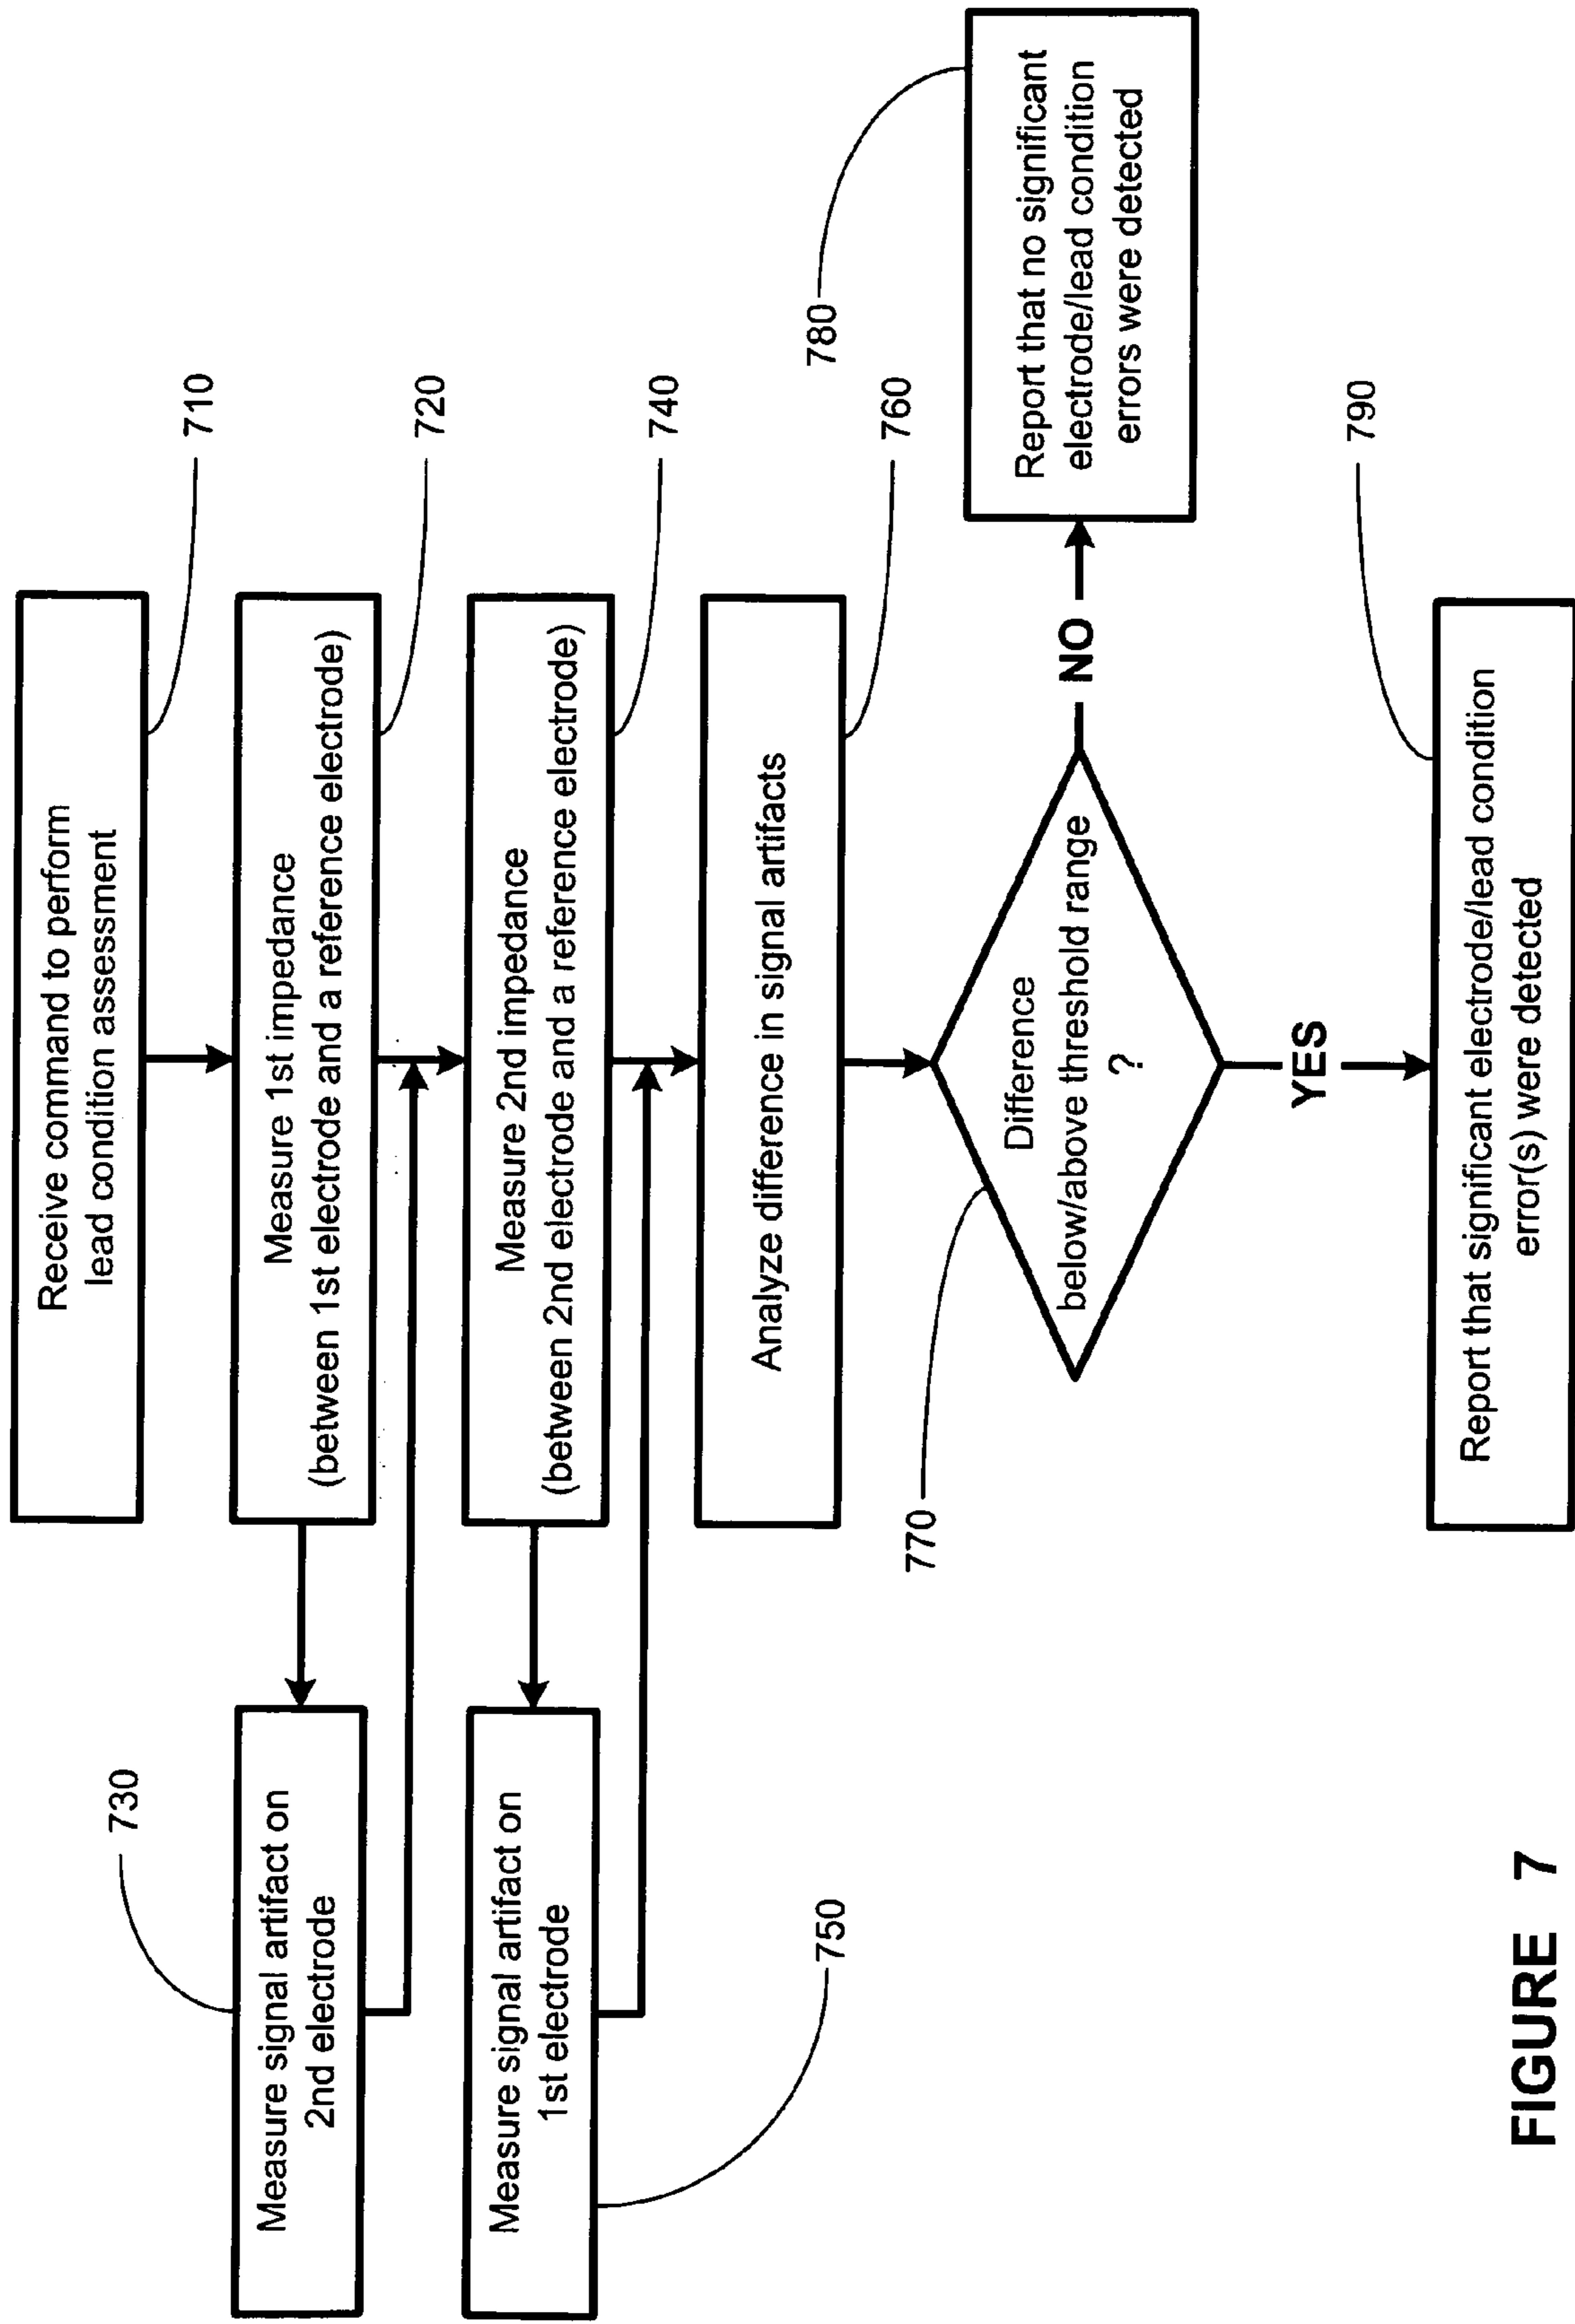 Receive command to perform
lead condition assessment
710
Measure 1st impedance
(between 1st electrode and a reference electrode)
720
730
Measure signal artifact on
2nd electrode
Measure 2nd impedance
(between 2nd electrode and a reference electrode)
740
Measure signal artifact on
1st electrode
750
Analyze difference in signal artifacts
760
770
Difference
below/above threshold range
?
NO
780
Report that no significant
electrode/lead condition
errors were detected
YES
790
Report that significant electrode/lead condition
error(s) were detected
FIGURE 7